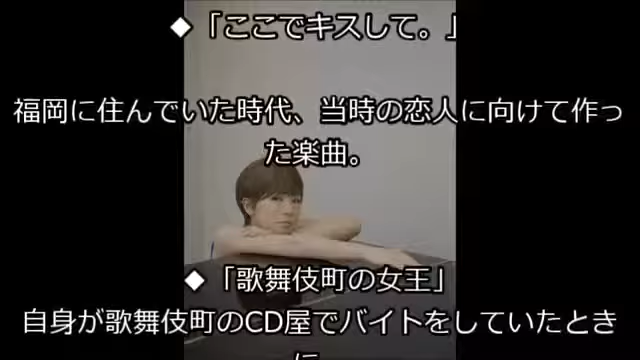 ◆「ここでキスして。」
福岡に住んでいた時代、当時の恋人に向けて作っ
た楽曲。
◆「歌舞伎町の女王」
自身が歌舞伎町のCD屋でバイトをしていたとき
に